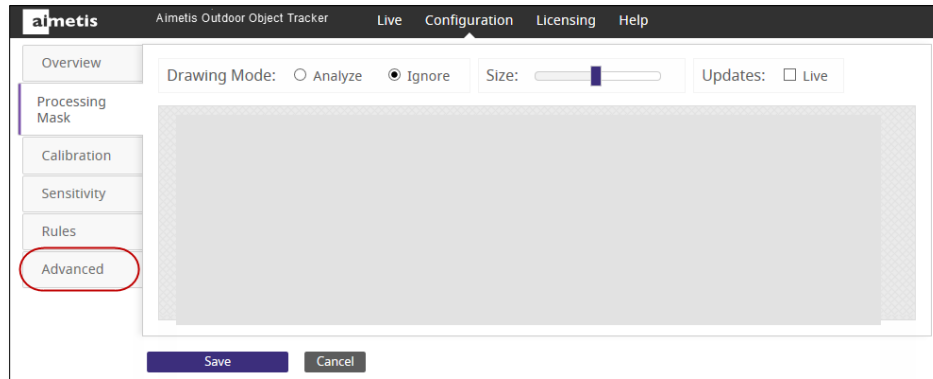 aimetis Aimetis Outdoor Object Tracker Live Configuration Licensing Help
Overview
Drawing Mode: Analyze Ignore Size: Updates: Live
Processing
Mask
Calibration
Sensitivity
Rules
Advanced
Save Cancel